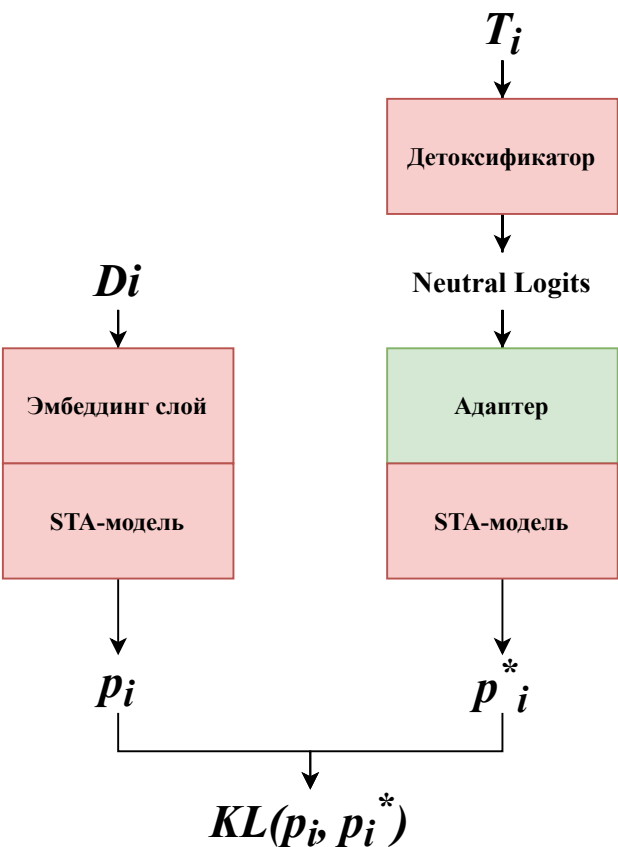 T_i
Детоксификатор
Neutral Logits
Di
Эмбеддинг слой
Адаптер
STA-модель
STA-модель
p_i
p^*_i
KL(p_i, p_i^*)